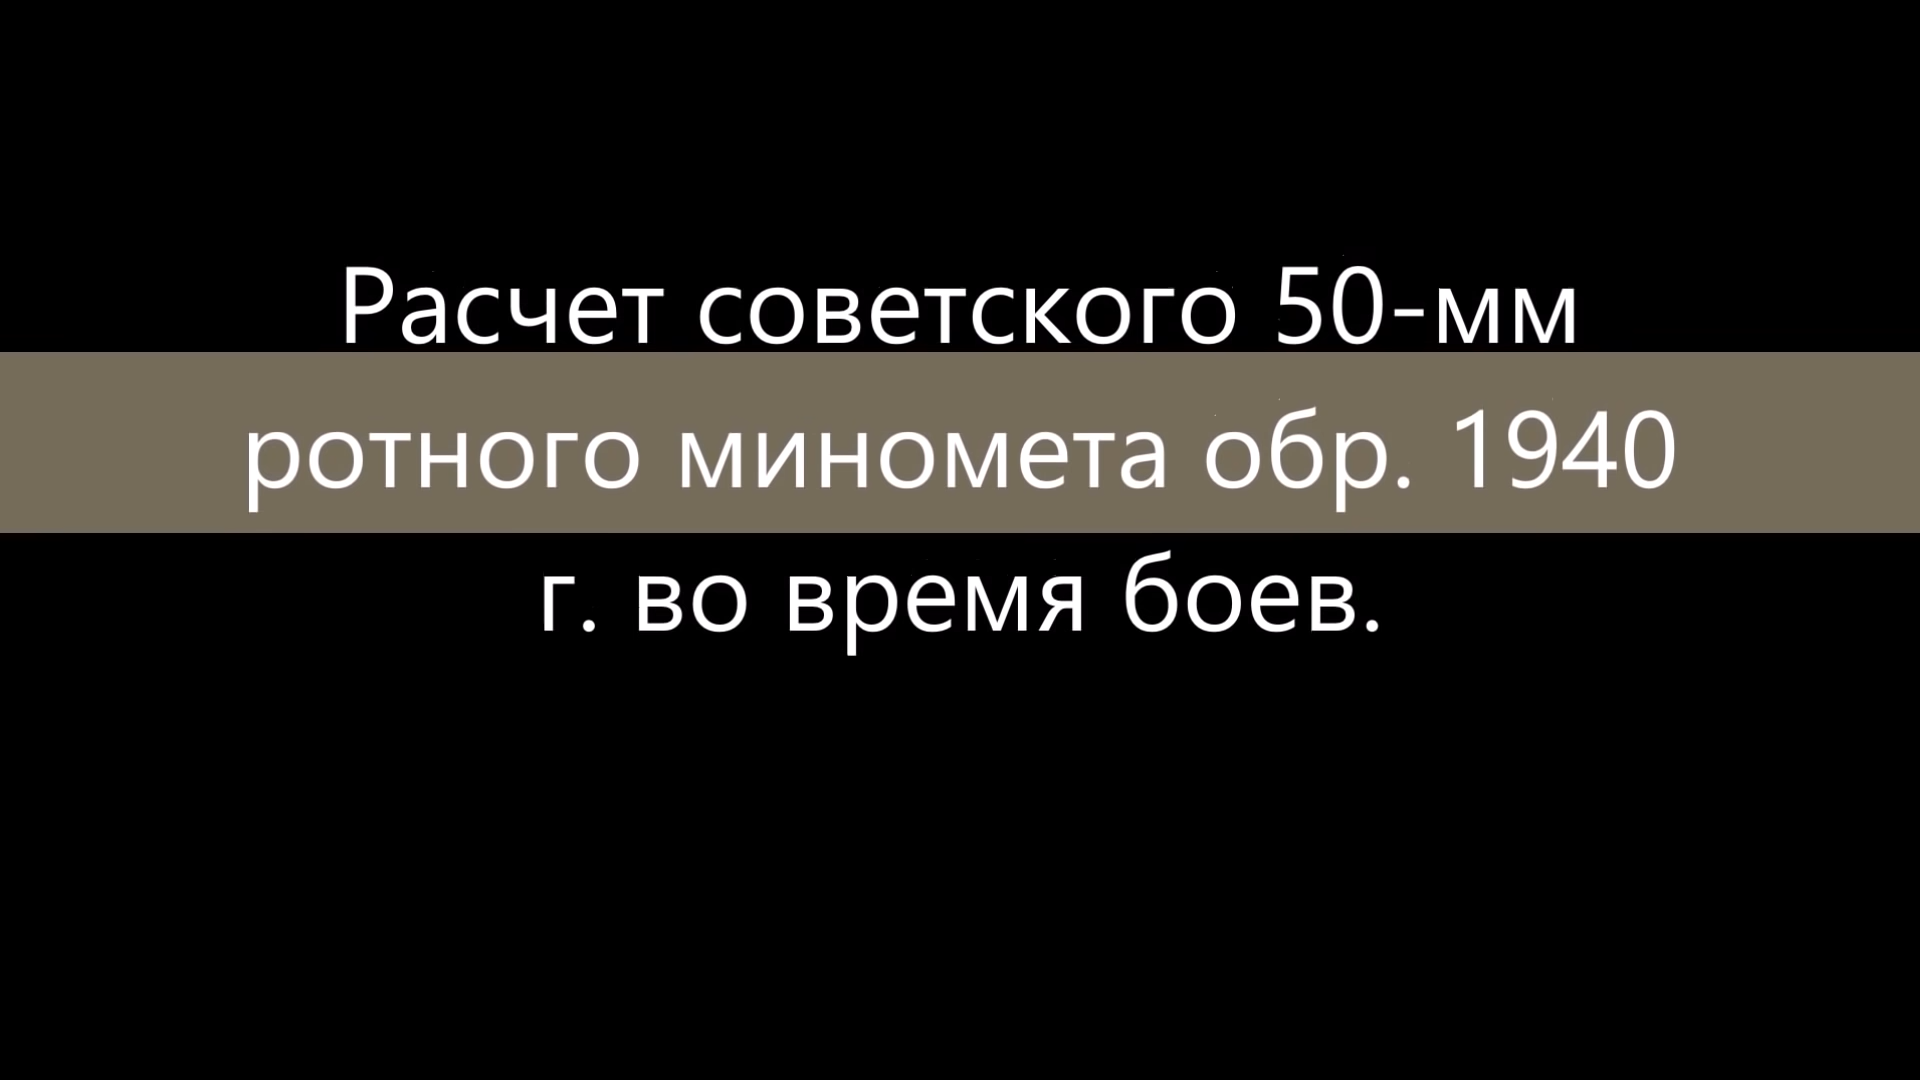 Расчет советского 50-мм
ротного миномета обр. 1940
г. во время боев.